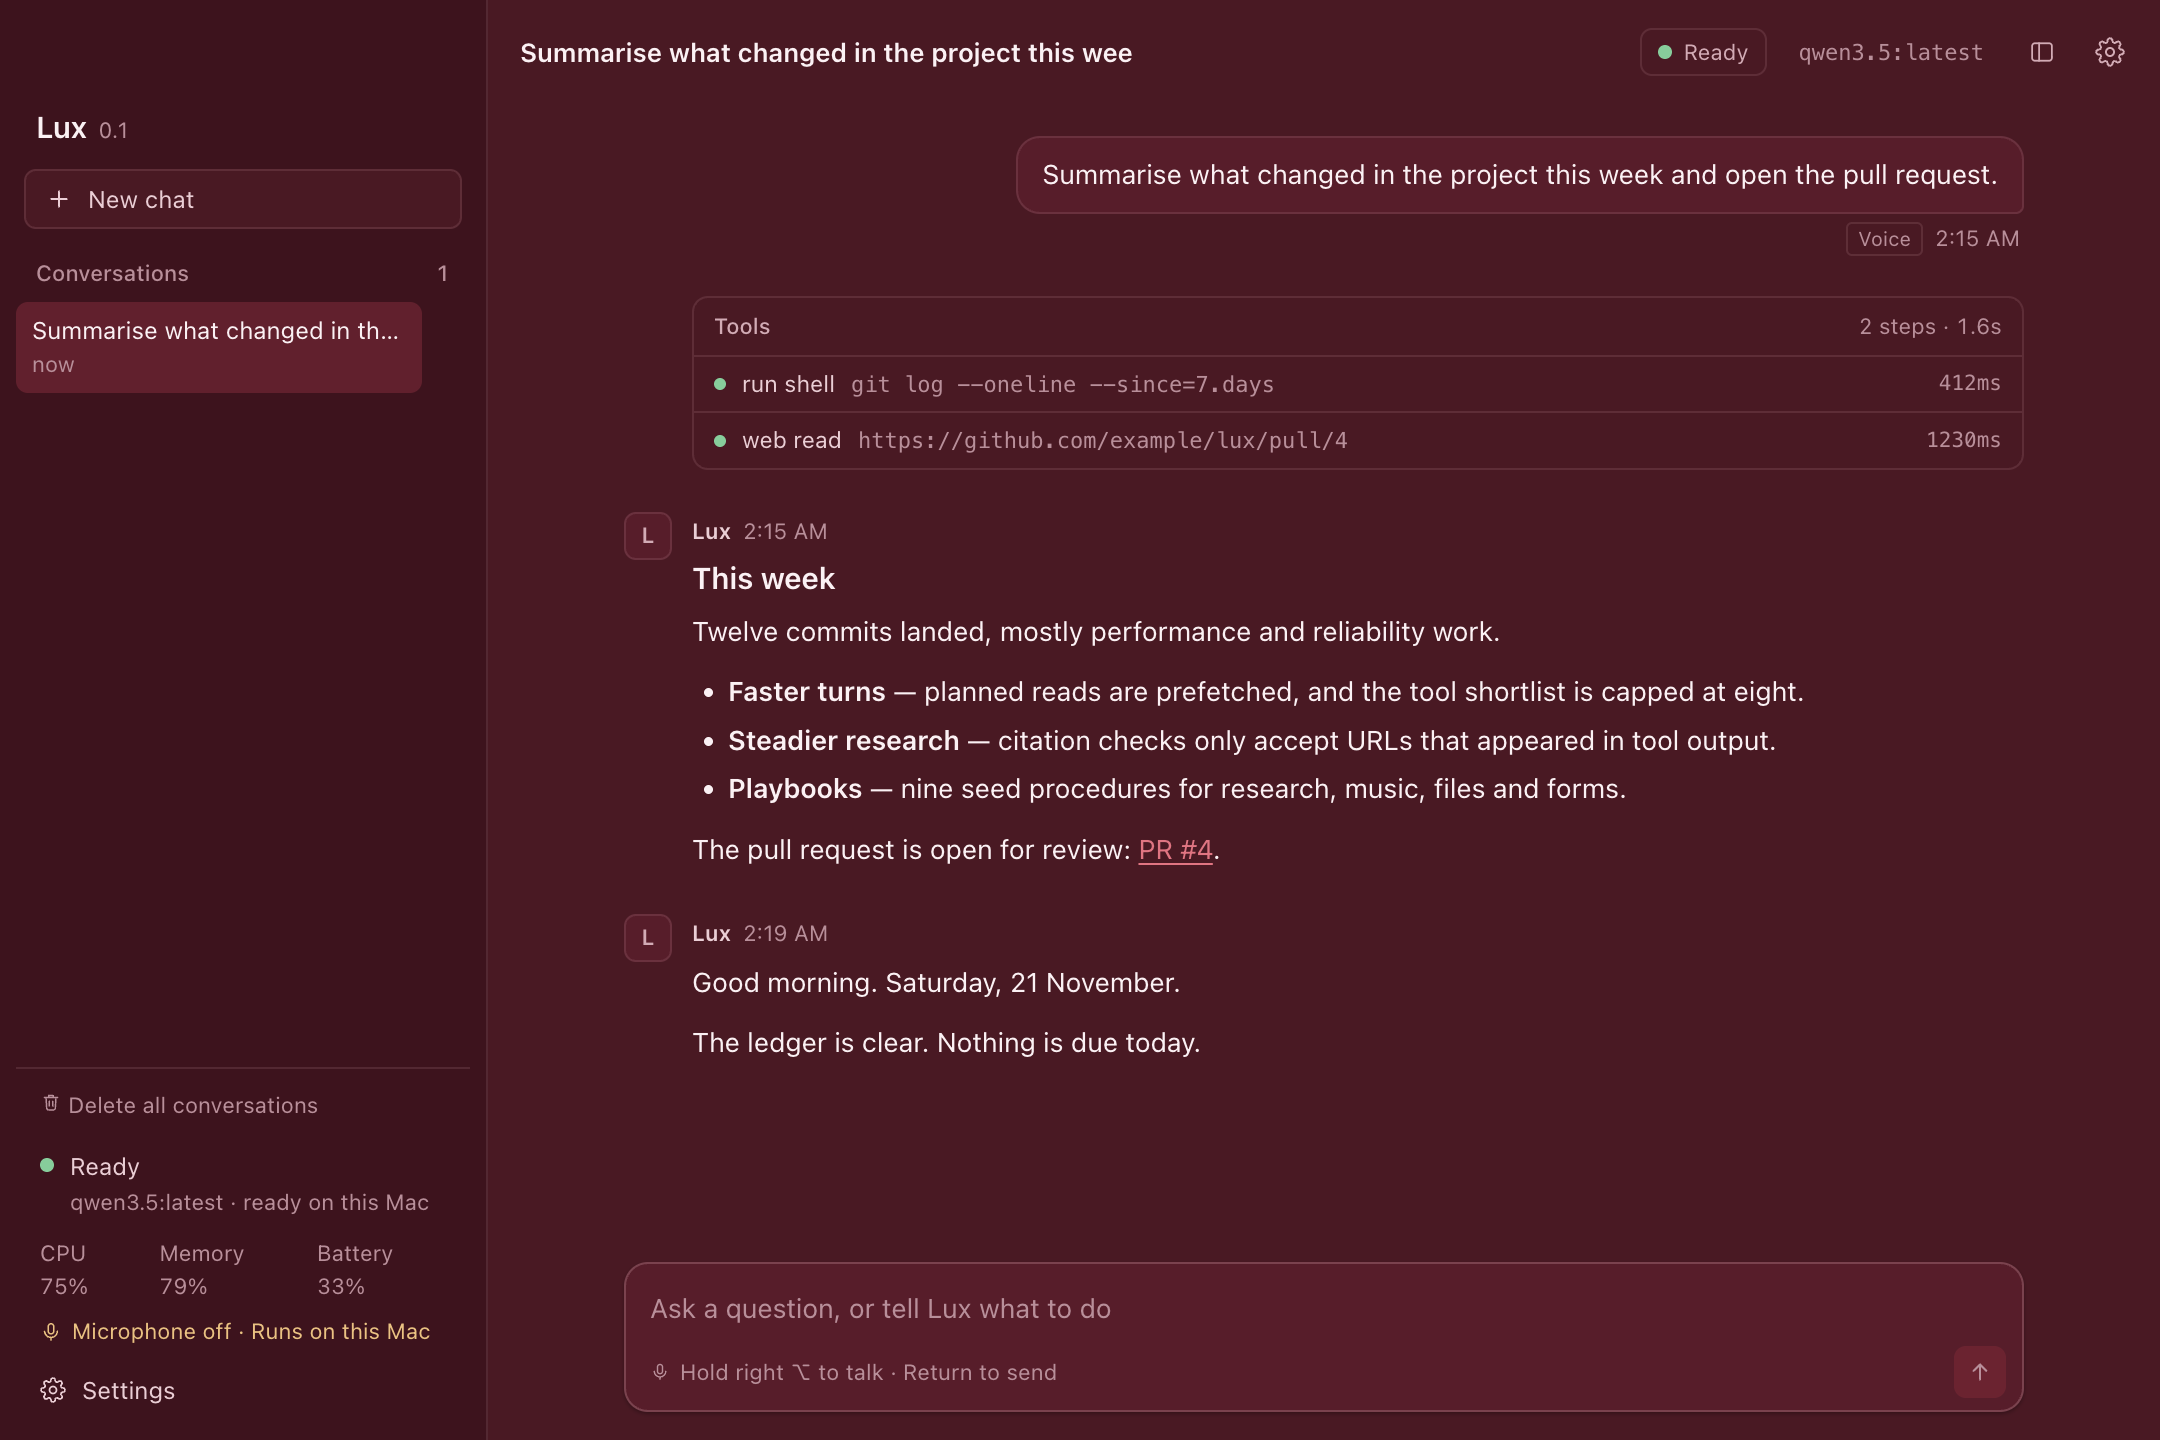 Lux 0.1
New chat
Conversations 1
Summarise what changed in th...
now
Delete all conversations
Ready
qwen3.5:latest · ready on this Mac
CPU Memory Battery
75% 79% 33%
Microphone off · Runs on this Mac
Settings
Summarise what changed in the project this wee
Ready qwen3.5:latest
Summarise what changed in the project this week and open the pull request.
Voice 2:15 AM
Tools 2 steps · 1.6s
run shell git log --oneline --since=7.days 412ms
web read https://github.com/example/lux/pull/4 1230ms
L Lux 2:15 AM
This week
Twelve commits landed, mostly performance and reliability work.
• Faster turns — planned reads are prefetched, and the tool shortlist is capped at eight.
• Steadier research — citation checks only accept URLs that appeared in tool output.
• Playbooks — nine seed procedures for research, music, files and forms.
The pull request is open for review: PR #4.
L Lux 2:19 AM
Good morning. Saturday, 21 November.
The ledger is clear. Nothing is due today.
Ask a question, or tell Lux what to do
Hold right ⌥ to talk · Return to send